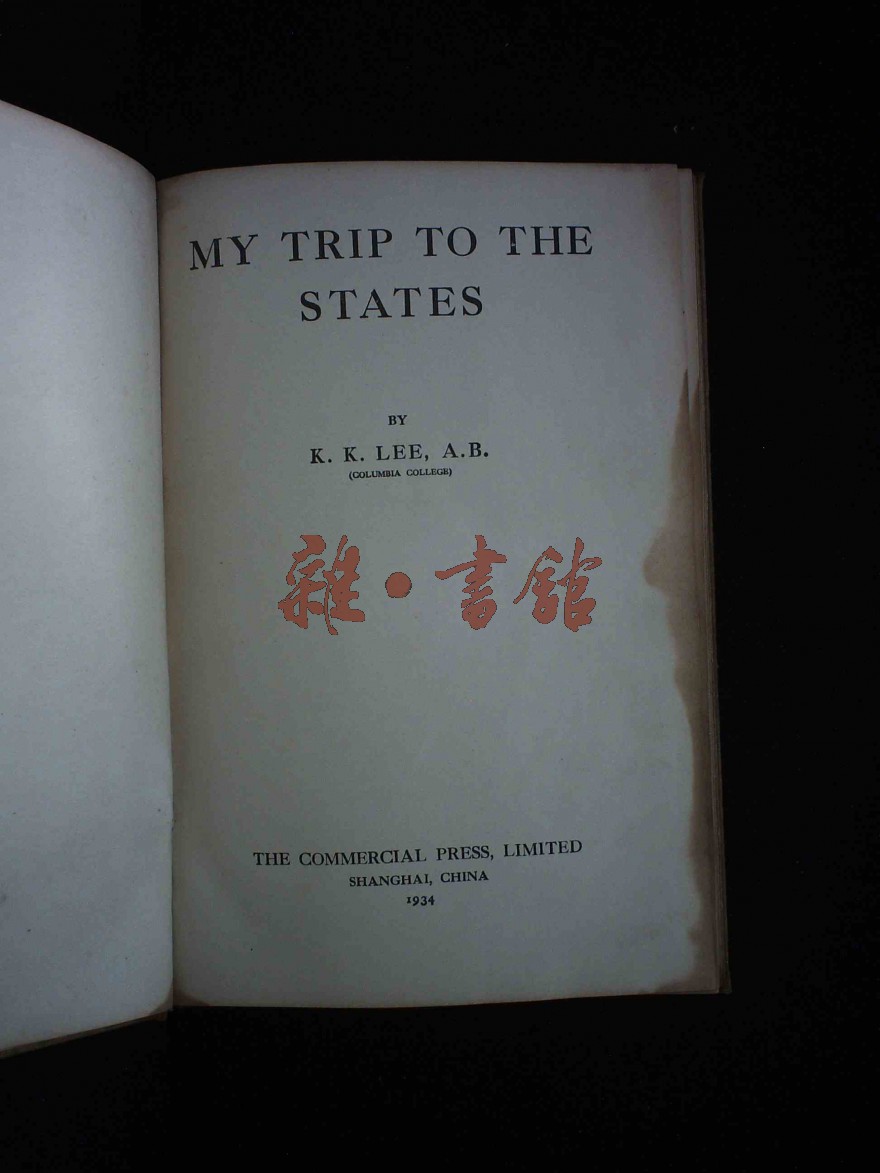 MY TRIP TO THE
STATES
BY
K. K. LEE, A.B.
(COLUMBIA COLLEGE)
雜·書館
THE COMMERCIAL PRESS, LIMITED
SHANGHAI, CHINA
1934